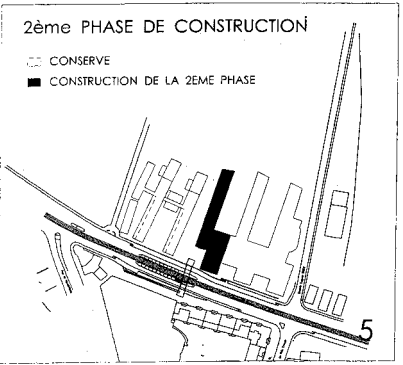 2ème PHASE DE CONSTRUCTION
CONSERVE
CONSTRUCTION DE LA 2EME PHASE
5